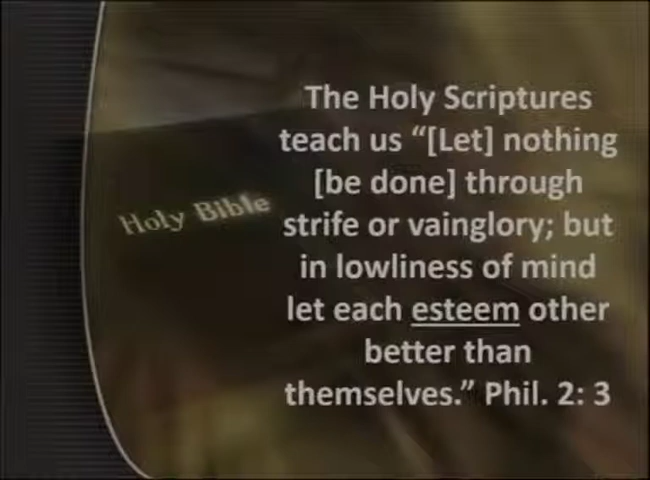 The Holy Scriptures
teach us “[Let] nothing
[be done] through
strife or vainglory; but
in lowliness of mind
let each esteem other
better than
themselves.” Phil. 2: 3
Holy Bible